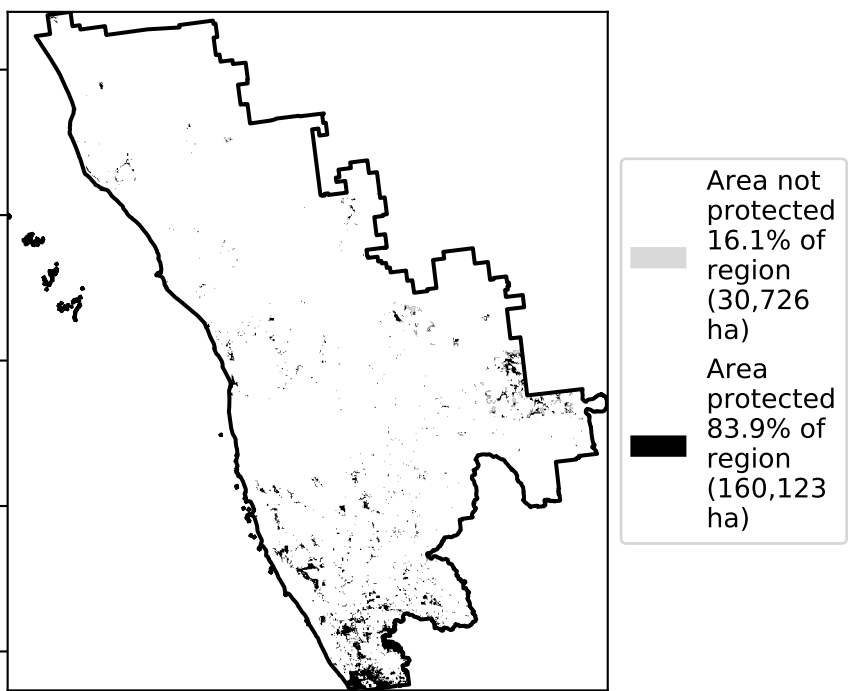 Area not
protected
16.1% of
region
(30,726
ha)
Area
protected
83.9% of
region
(160,123
ha)